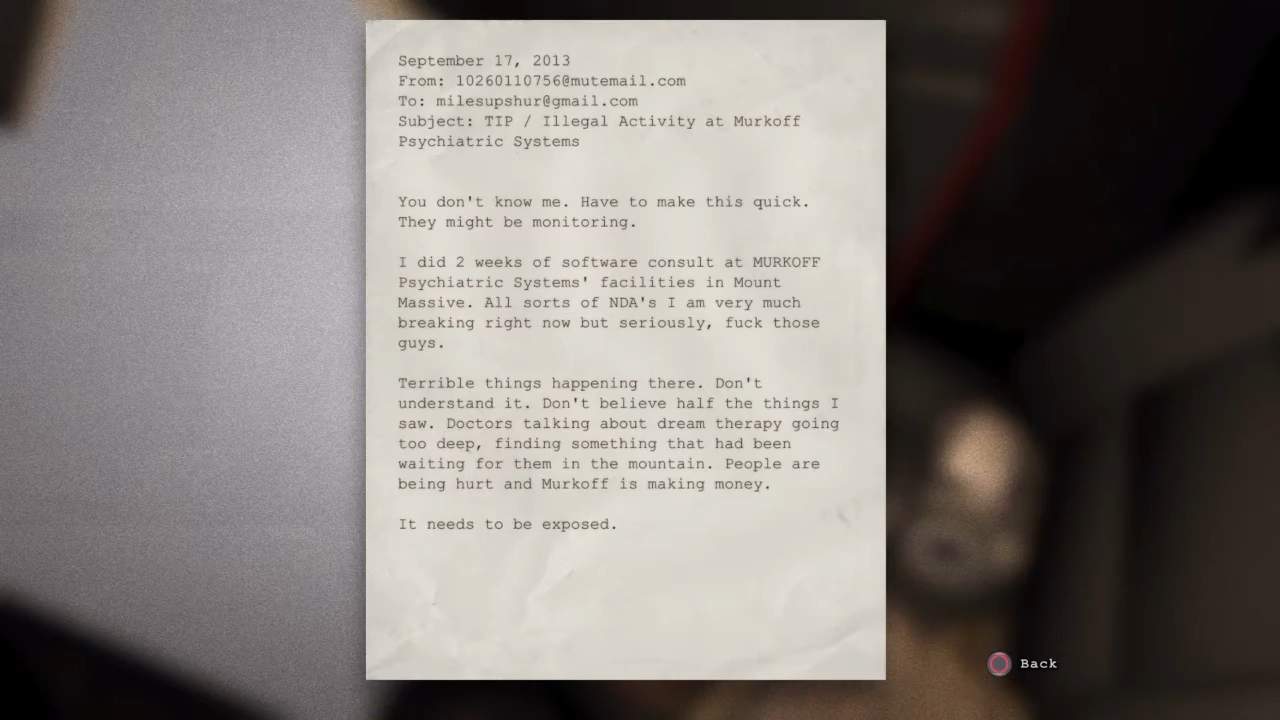 September 17, 2013
From: 10260110756@mutemail.com
To: milesupshur@gmail.com
Subject: TIP / Illegal Activity at Murkoff
Psychiatric Systems
You don't know me. Have to make this quick.
They might be monitoring.
I did 2 weeks of software consult at MURKOFF
Psychiatric Systems' facilities in Mount
Massive. All sorts of NDA's I am very much
breaking right now but seriously, fuck those
guys.
Terrible things happening there. Don't
understand it. Don't believe half the things I
saw. Doctors talking about dream therapy going
too deep, finding something that had been
waiting for them in the mountain. People are
being hurt and Murkoff is making money.
It needs to be exposed.
Back